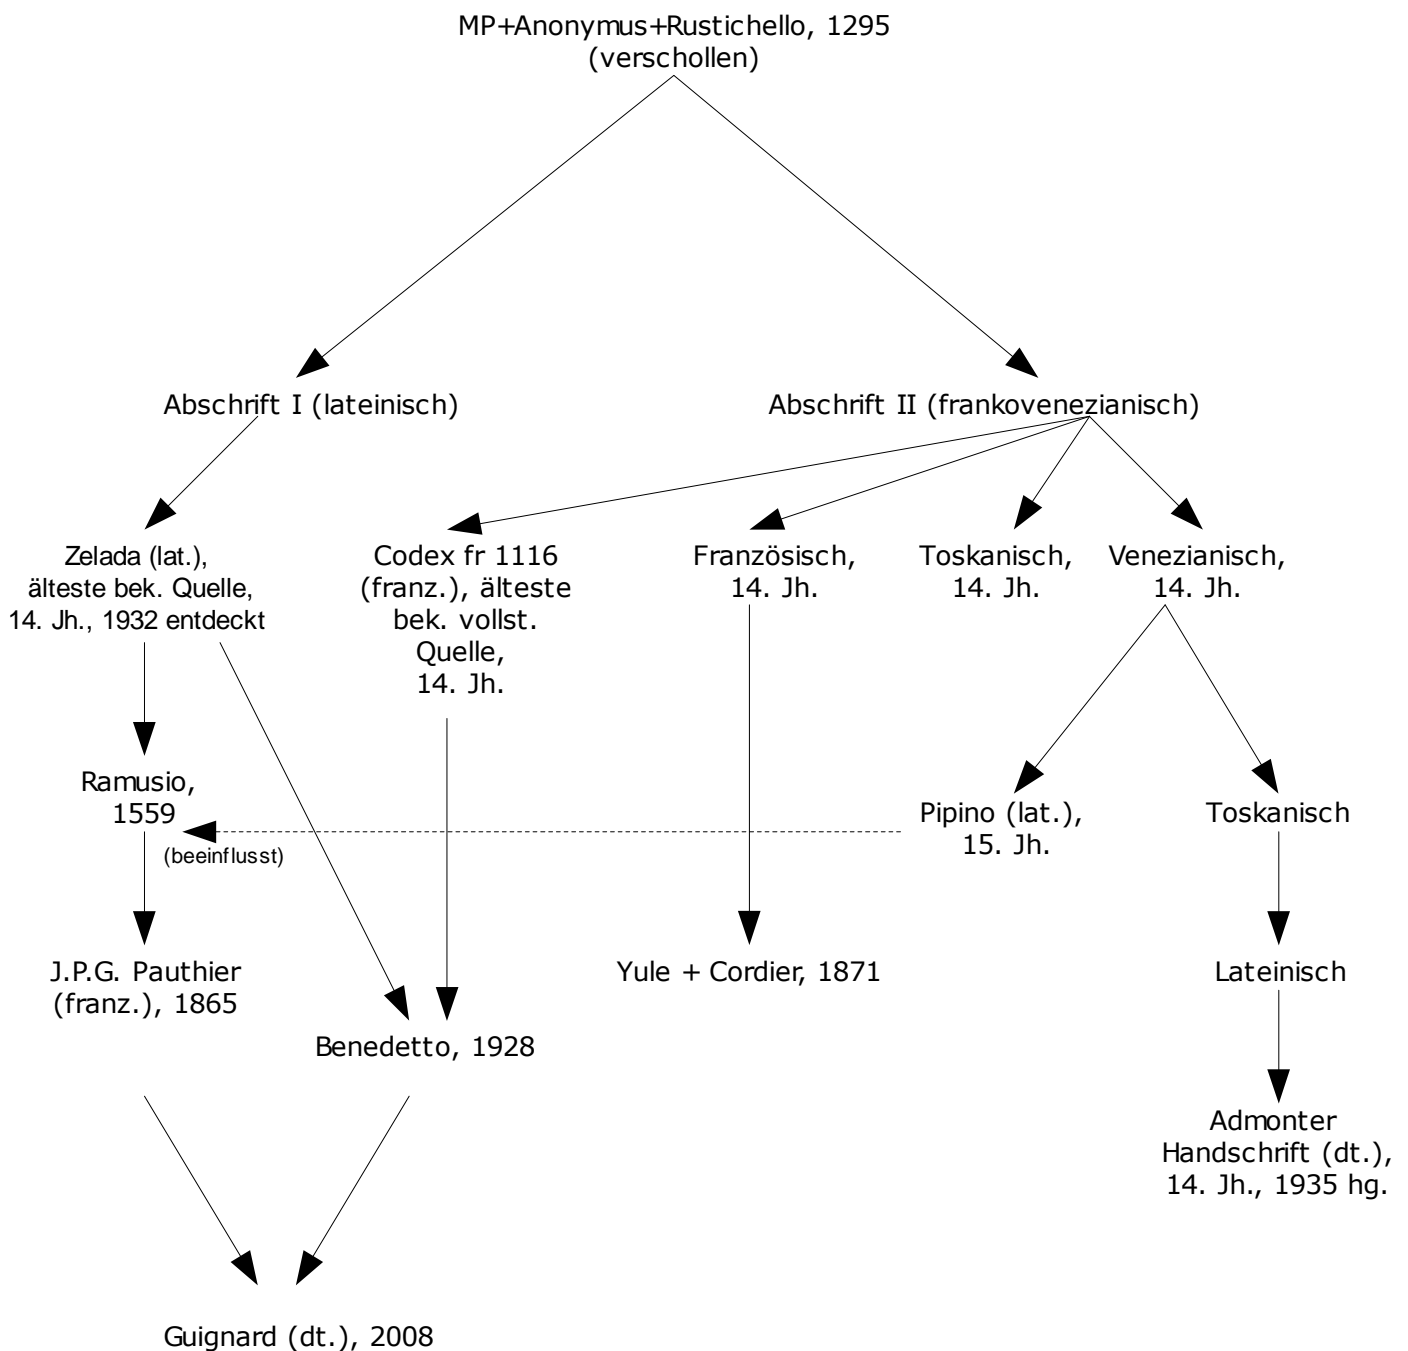 MP+Anonymus+Rustichello, 1295
(verschollen)
Abschrift I (lateinisch)
Abschrift II (frankovenezianisch)
Zelada (lat.),
älteste bek. Quelle,
14. Jh., 1932 entdeckt
Codex fr 1116
(franz.), älteste
bek. vollst.
Quelle,
14. Jh.
Französisch,
14. Jh.
Toskanisch,
14. Jh.
Venezianisch,
14. Jh.
Ramusio,
1559
(beeinflusst)
Pipino (lat.),
15. Jh.
Toskanisch
J.P.G. Pauthier
(franz.), 1865
Benedetto, 1928
Yule + Cordier, 1871
Lateinisch
Admonter
Handschrift (dt.),
14. Jh., 1935 hg.
Guignard (dt.), 2008